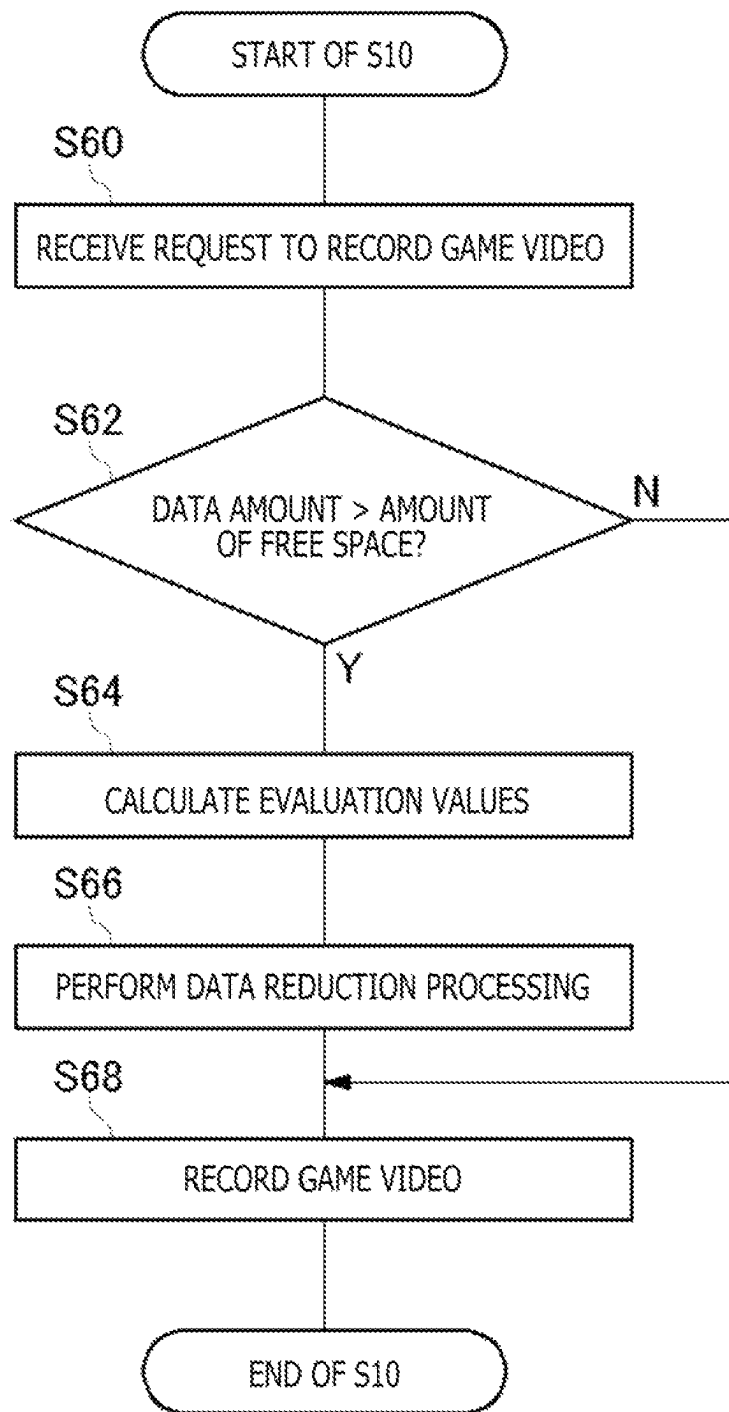 START OF S10
S60
RECEIVE REQUEST TO RECORD GAME VIDEO
S62
DATA AMOUNT > AMOUNT
OF FREE SPACE?
N
Y
S64
CALCULATE EVALUATION VALUES
S66
PERFORM DATA REDUCTION PROCESSING
S68
RECORD GAME VIDEO
END OF S10